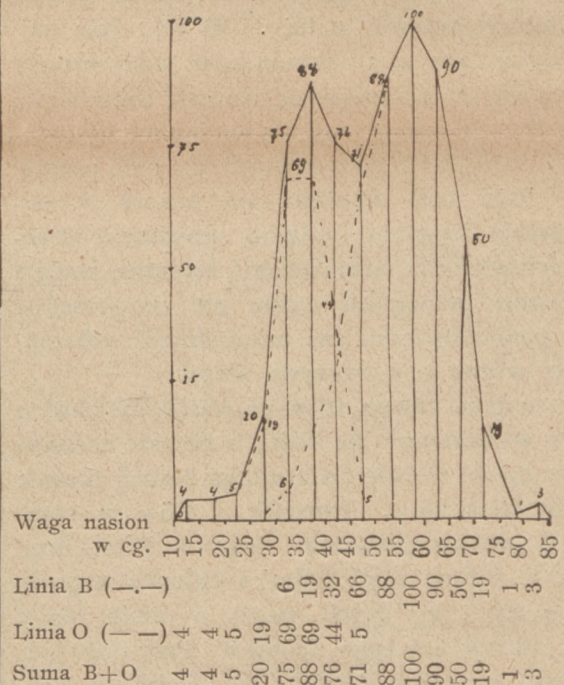 100
100
88
88
90
75
75
76
71
69
50
50
44
25
20 19
4 4 5 6 5 19 1 3
Waga nasion
w cg. 10 15 20 25 30 35 40 45 50 55 60 65 70 75 80 85
Linia B (—.—) 6 19 32 66 88 100 90 50 19 1 3
Linia O (— —) 4 4 5 19 69 69 44 5
Suma B+O 4 4 5 20 75 88 76 71 88 100 90 50 19 1 3